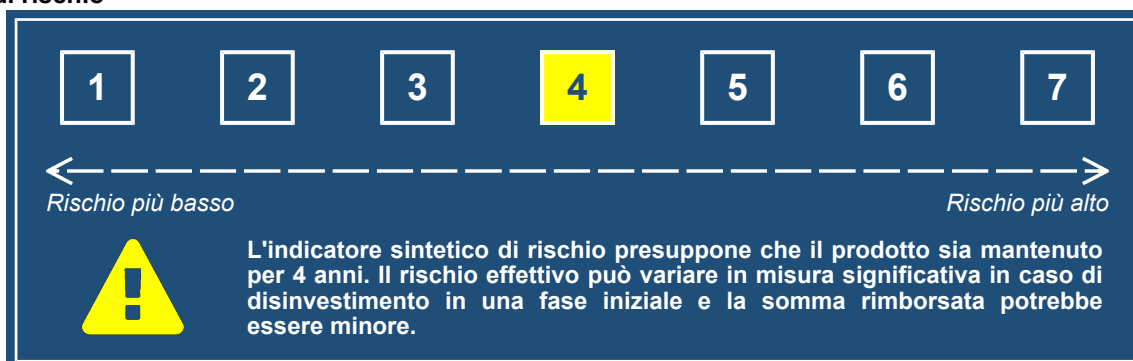 di rischio
1 2 3 4 5 6 7
Rischio più basso Rischio più alto
L'indicatore sintetico di rischio presuppone che il prodotto sia mantenuto
per 4 anni. Il rischio effettivo può variare in misura significativa in caso di
disinvestimento in una fase iniziale e la somma rimborsata potrebbe
essere minore.